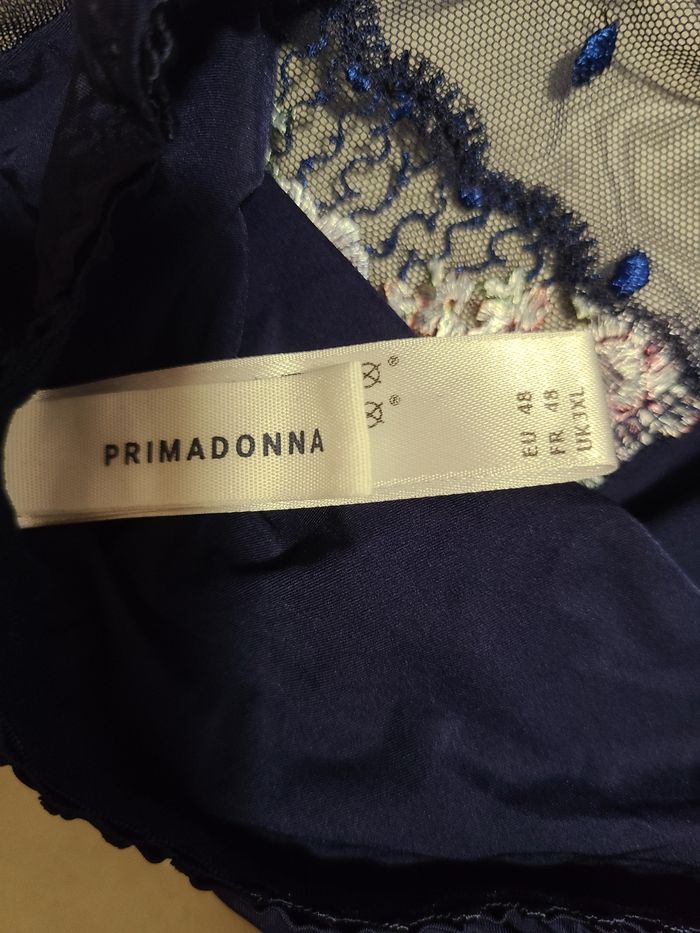 PRIMADONNA
®
®
EU 48
FR 48
UK 3XL